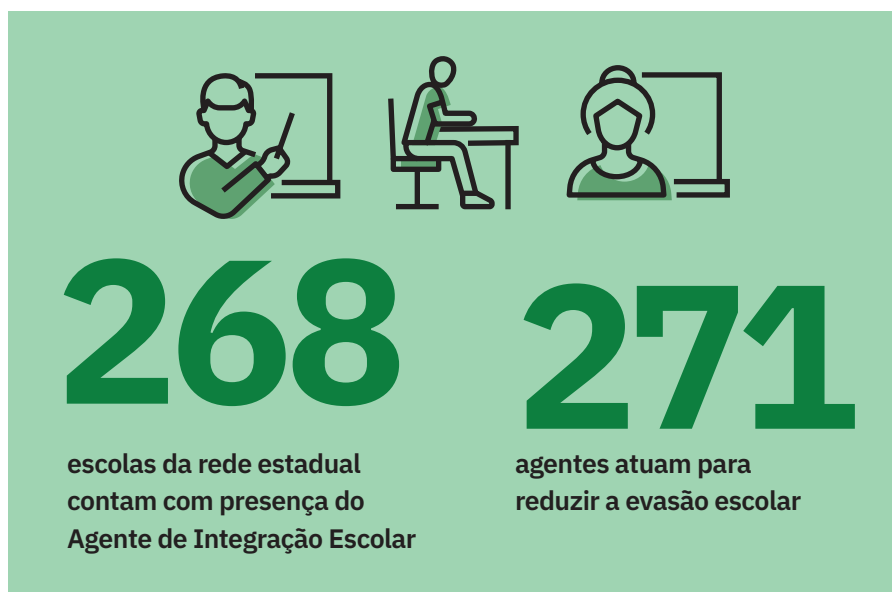 268
escolas da rede estadual
contam com presença do
Agente de Integração Escolar
271
agentes atuam para
reduzir a evasão escolar